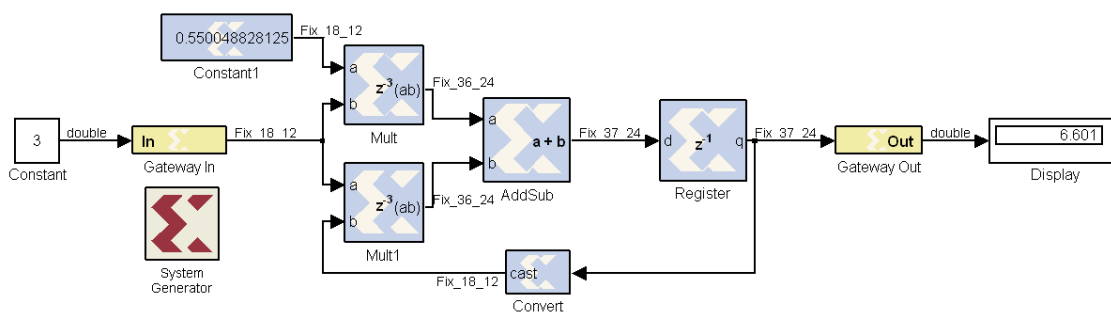 0.550048828125
Fix_18_12
Constant1
a
b
z-3(ab)
Fix_36_24
Mult
3
double
In
Fix_18_12
Constant
Gateway In
a
b
z-3(ab)
Fix_36_24
Mult1
a
b
a + b
Fix_37_24
AddSub
d
z-1
q
Fix_37_24
Register
Out
double
Gateway Out
6.601
Display
System
Generator
Fix_18_12
cast
Convert